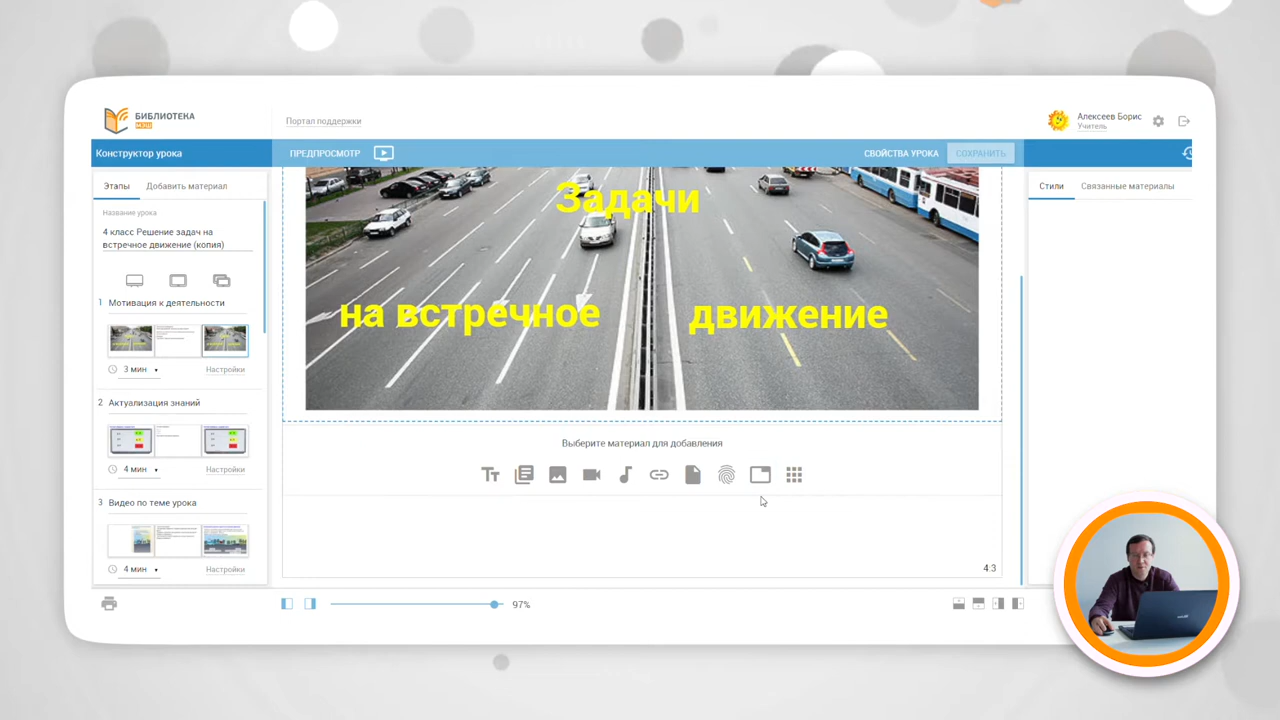 БИБЛИОТЕКА
МЭШ
Портал поддержки
Алексеев Борис
Учитель
Конструктор урока
ПРЕДПРОСМОТР
СВОЙСТВА УРОКА
СОХРАНИТЬ
Этапы
Добавить материал
Стили
Связанные материалы
Название урока
4 класс Решение задач на
встречное движение (копия)
1 Мотивация к деятельности
3 мин
Настройки
2 Актуализация знаний
4 мин
Настройки
3 Видео по теме урока
4 мин
Настройки
Задачи
на встречное движение
Выберите материал для добавления
Тт
4:3
97%